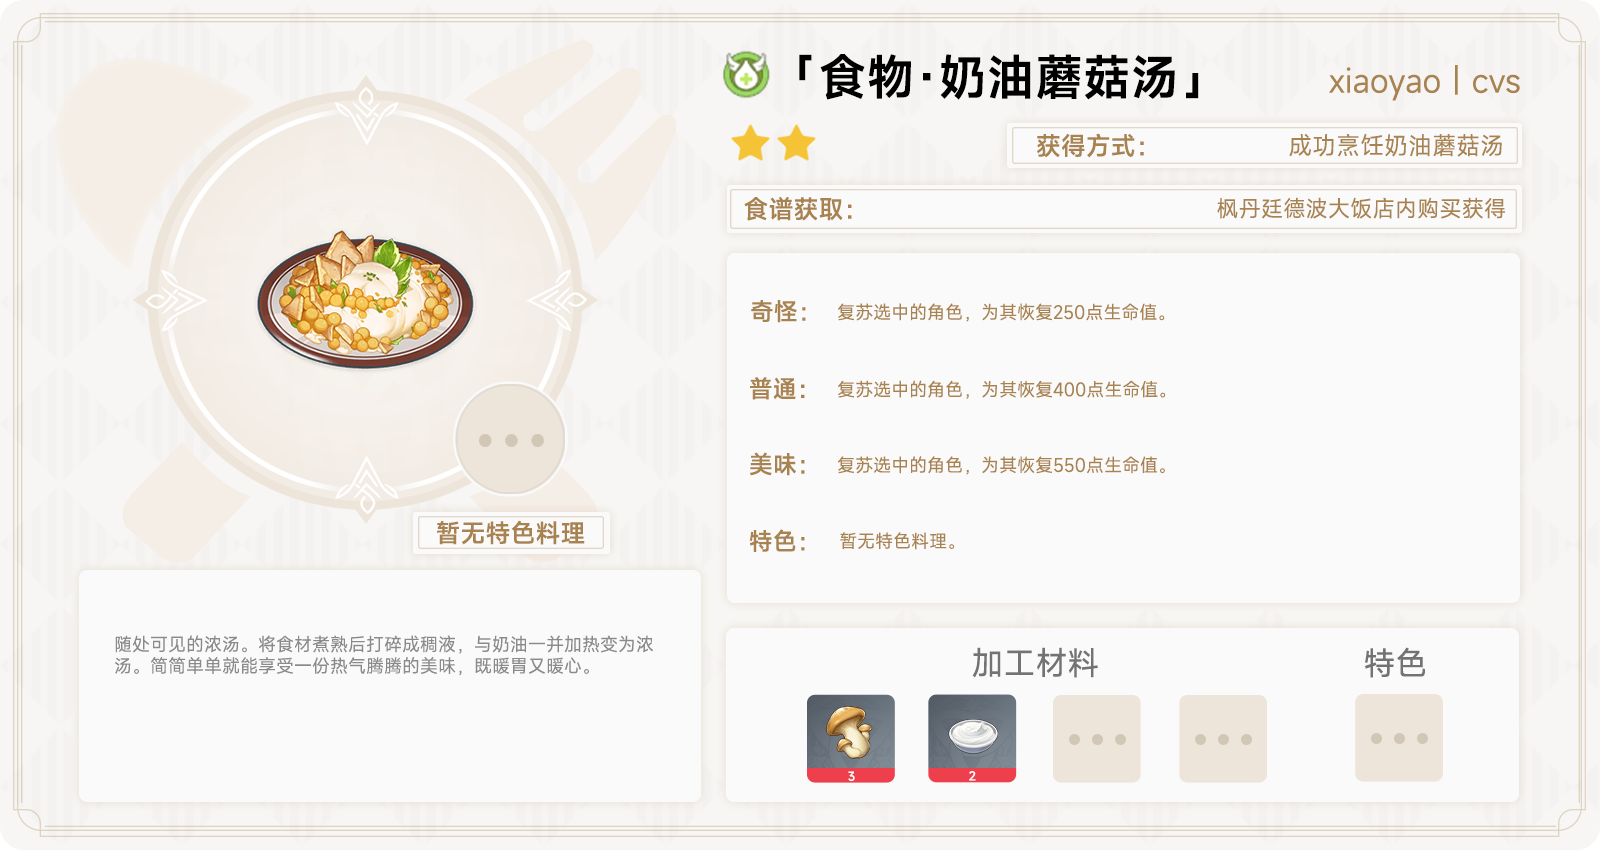 「食物·奶油蘑菇汤」
xiaoyao | cvs
获得方式： 成功烹饪奶油蘑菇汤
食谱获取： 枫丹廷德波大饭店内购买获得
奇怪： 复苏选中的角色，为其恢复250点生命值。
普通： 复苏选中的角色，为其恢复400点生命值。
美味： 复苏选中的角色，为其恢复550点生命值。
特色： 暂无特色料理。
暂无特色料理
随处可见的浓汤。将食材煮熟后打碎成稠液，与奶油一并加热变为浓
汤。简简单单就能享受一份热气腾腾的美味，既暖胃又暖心。
加工材料 特色
3 2